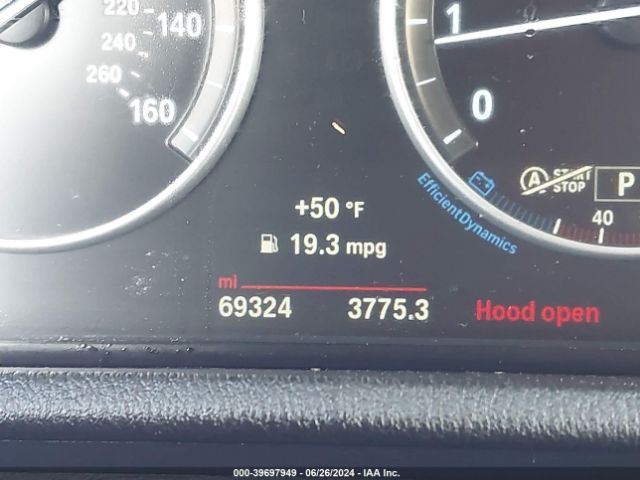 220
140
240
260
160
1
0
A START STOP
P
EfficientDynamics
40
+50 °F
19.3 mpg
mi
69324 3775.3 Hood open
000-39697949 | 06/26/2024 - IAA Inc.